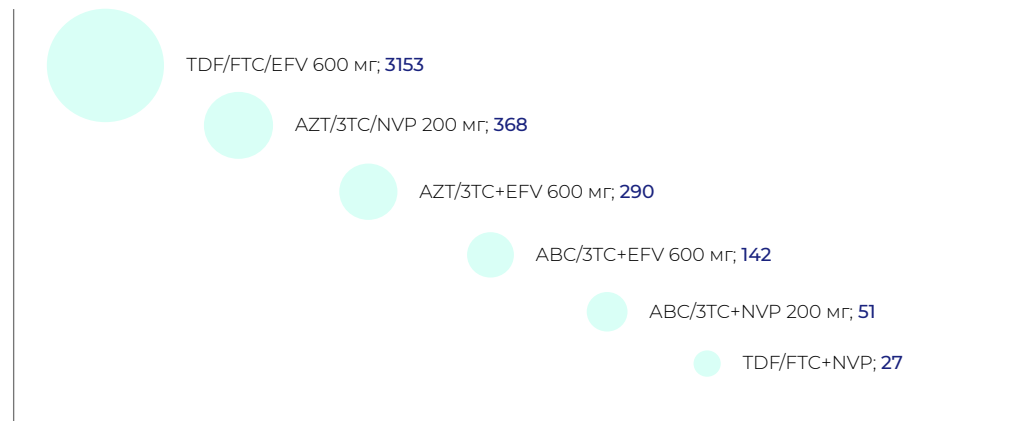 TDF/FTC/EFV 600 мг; 3153
AZT/3TC/NVP 200 мг; 368
AZT/3TC+EFV 600 мг; 290
ABC/3TC+EFV 600 мг; 142
ABC/3TC+NVP 200 мг; 51
TDF/FTC+NVP; 27